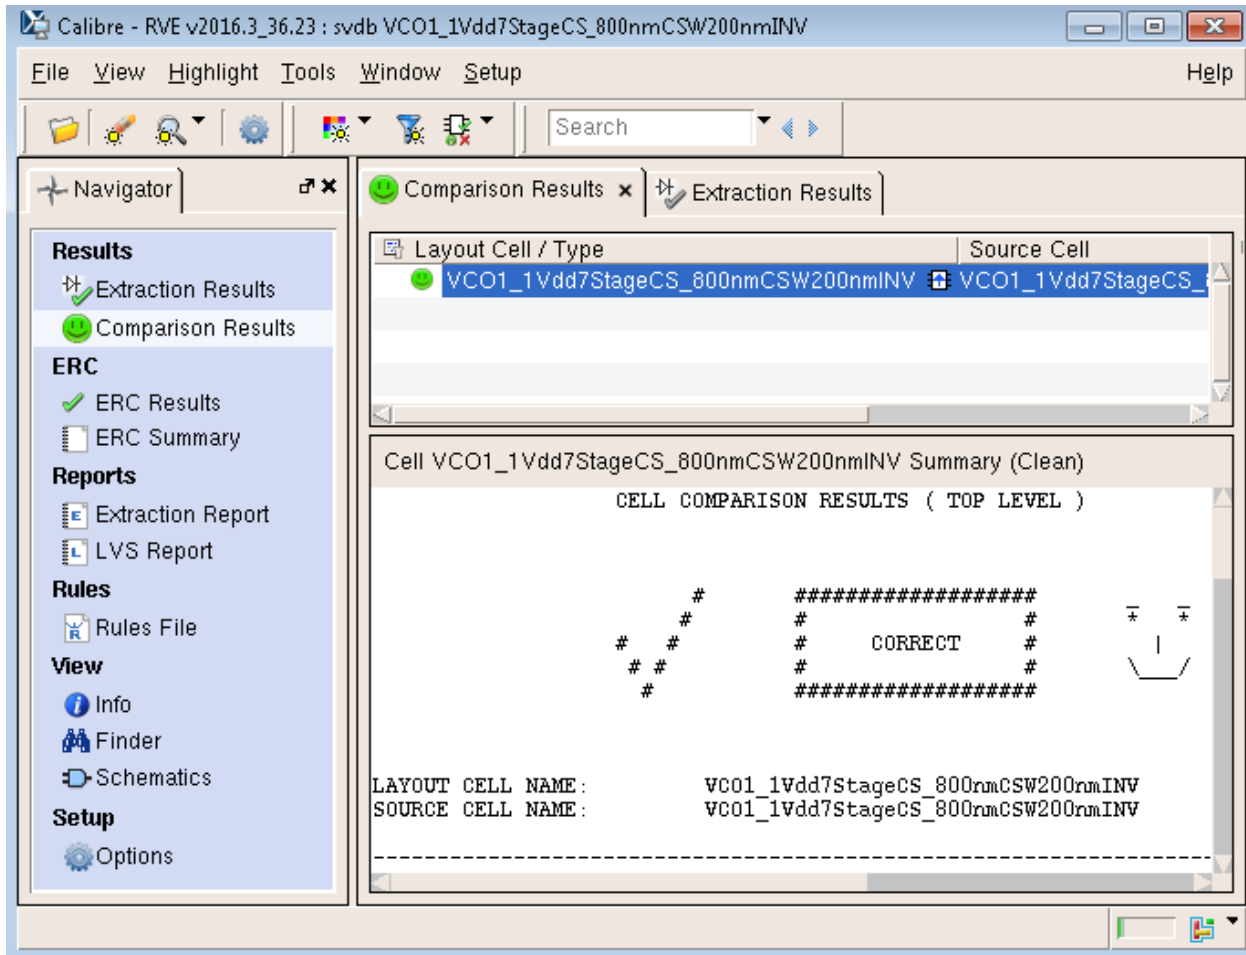 Calibre - RVE v2016.3_36.23 : svdb VCO1_1Vdd7StageCS_800nmCSW200nmINV
File View Highlight Tools Window Setup Help
Search
Navigator
Results
Extraction Results
Comparison Results
ERC
ERC Results
ERC Summary
Reports
Extraction Report
LVS Report
Rules
Rules File
View
Info
Finder
Schematics
Setup
Options
Comparison Results Extraction Results
Layout Cell / Type Source Cell
VCO1_1Vdd7StageCS_800nmCSW200nmINV VCO1_1Vdd7StageCS_
Cell VCO1_1Vdd7StageCS_800nmCSW200nmINV Summary (Clean)
CELL COMPARISON RESULTS ( TOP LEVEL )
CORRECT
LAYOUT CELL NAME: VCO1_1Vdd7StageCS_800nmCSW200nmINV
SOURCE CELL NAME: VCO1_1Vdd7StageCS_800nmCSW200nmINV